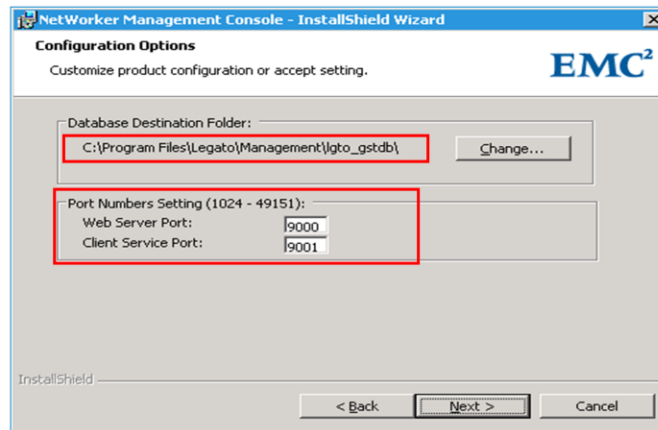 NetWorker Management Console - InstallShield Wizard
Configuration Options
Customize product configuration or accept setting.
EMC²
Database Destination Folder:
C:\Program Files\Legato\Management\lgto_gstdb\
Change...
Port Numbers Setting (1024 - 49151):
Web Server Port:
9000
Client Service Port:
9001
InstallShield
< Back
Next >
Cancel